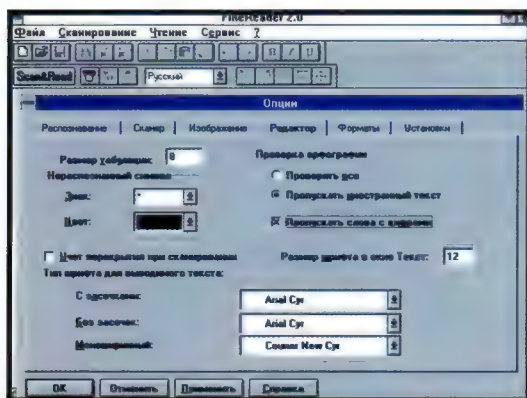 FineReader 2.0
Файл Сканирование Чтение Сервис ?
Scan&Read Русский
Опции
Распознавание | Сканер | Изображение Редактор | Форматы | Установки |
Размер табуляции: 8 Проверка орфографии
Нераспознанный символ Проверять все
Знак: Пропускать иностранный текст
Цвет: Пропускать слова с цифрами
Учет перекрытия при сканировании Размер шрифта в окне Текст: 12
Тип шрифта для выводимого текста:
С засечками: Arial Cyr
Без засечек: Arial Cyr
Моноширинный: Courier New Cyr
OK Отменить Применить Справка